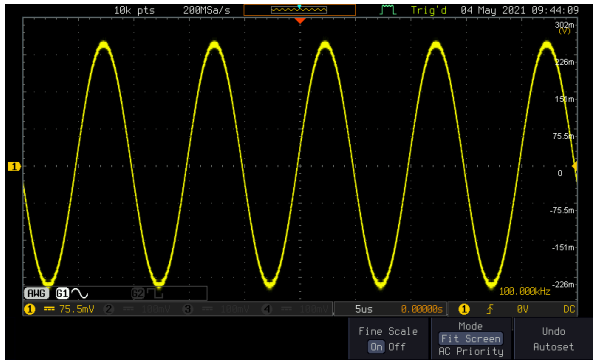 10k pts 200MSa/s Trig'd 04 May 2021 09:44:09
302m
(V)
226m
151m
75.5m
1
0
-75.5m
-151m
-226m
AWG G1 G2
100.000kHz
1 75.5mV 2 100mV 3 4 5us 0.00000s 1 0V DC
Fine Scale
On Off
Mode
Fit Screen
AC Priority
Undo
Autoset